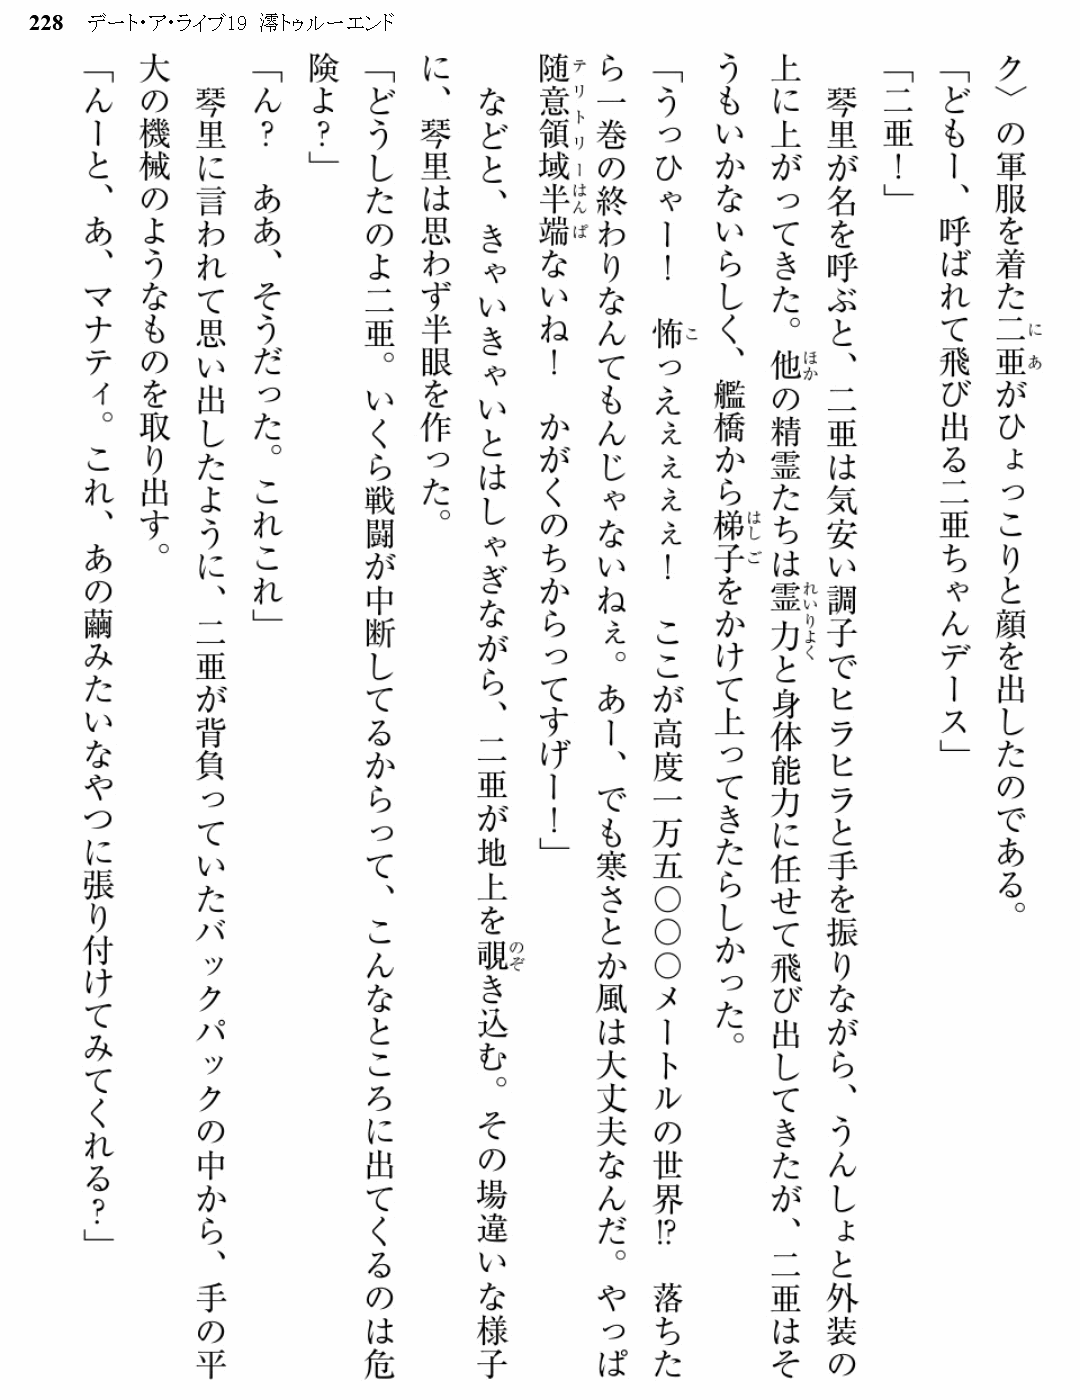 228 デート・ア・ライブ19 澪トゥルーエンド
ク〉の軍服を着た二亜がひょっこりと顔を出したのである。
「どもー、呼ばれて飛び出る二亜ちゃんデース」
「二亜！」
琴里が名を呼ぶと、二亜は気安い調子でヒラヒラと手を振りながら、うんしょと外装の
上に上がってきた。他の精霊たちは霊力と身体能力に任せて飛び出してきたが、二亜はそ
うもいかないらしく、艦橋から梯子をかけて上ってきたらしかった。
「うっひゃー！　怖っえぇぇぇぇ！　ここが高度一万五〇〇〇メートルの世界!?　落ちた
ら一巻の終わりなんてもんじゃないねぇ。あー、でも寒さとか風は大丈夫なんだ。やっぱ
随意領域半端ないね！　かがくのちからってすげー！」
などと、きゃいきゃいとはしゃぎながら、二亜が地上を覗き込む。その場違いな様子
に、琴里は思わず半眼を作った。
「どうしたのよ二亜。いくら戦闘が中断してるからって、こんなところに出てくるのは危
険よ？」
「ん？　ああ、そうだった。これこれ」
琴里に言われて思い出したように、二亜が背負っていたバックパックの中から、手の平
大の機械のようなものを取り出す。
「んーと、あ、マナティ。これ、あの繭みたいなやつに張り付けてみてくれる？」